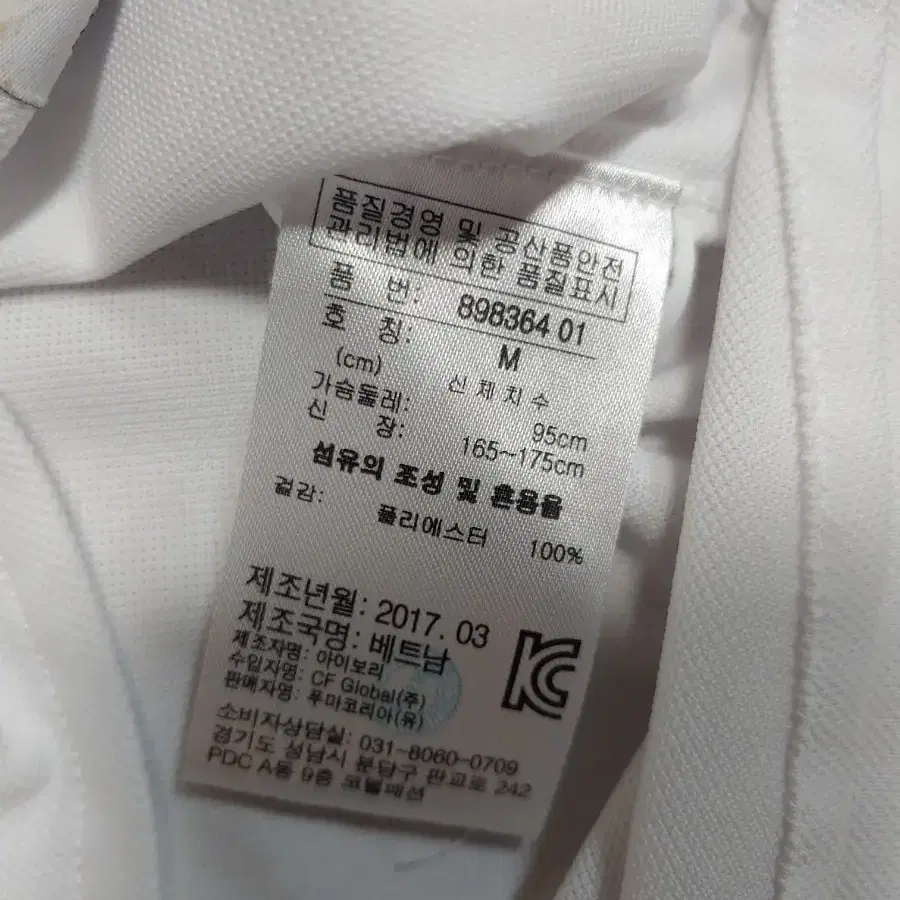 품질경영 및 공산품안전
관리법에 의한 품질표시
품 번: 898364 01
호 칭: M
(cm) 신체치수
가슴둘레: 95cm
신 장: 165~175cm
섬유의 조성 및 혼용율
겉감: 폴리에스터 100%
제조년월: 2017. 03
제조국명: 베트남
제조자명: 아이보리
수입자명: CF Global(주)
판매자명: 푸마코리아(유)
소비자상담실: 031-8060-0709
경기도 성남시 분당구 판교로 242
PDC A동 9층 코웰패션
KC